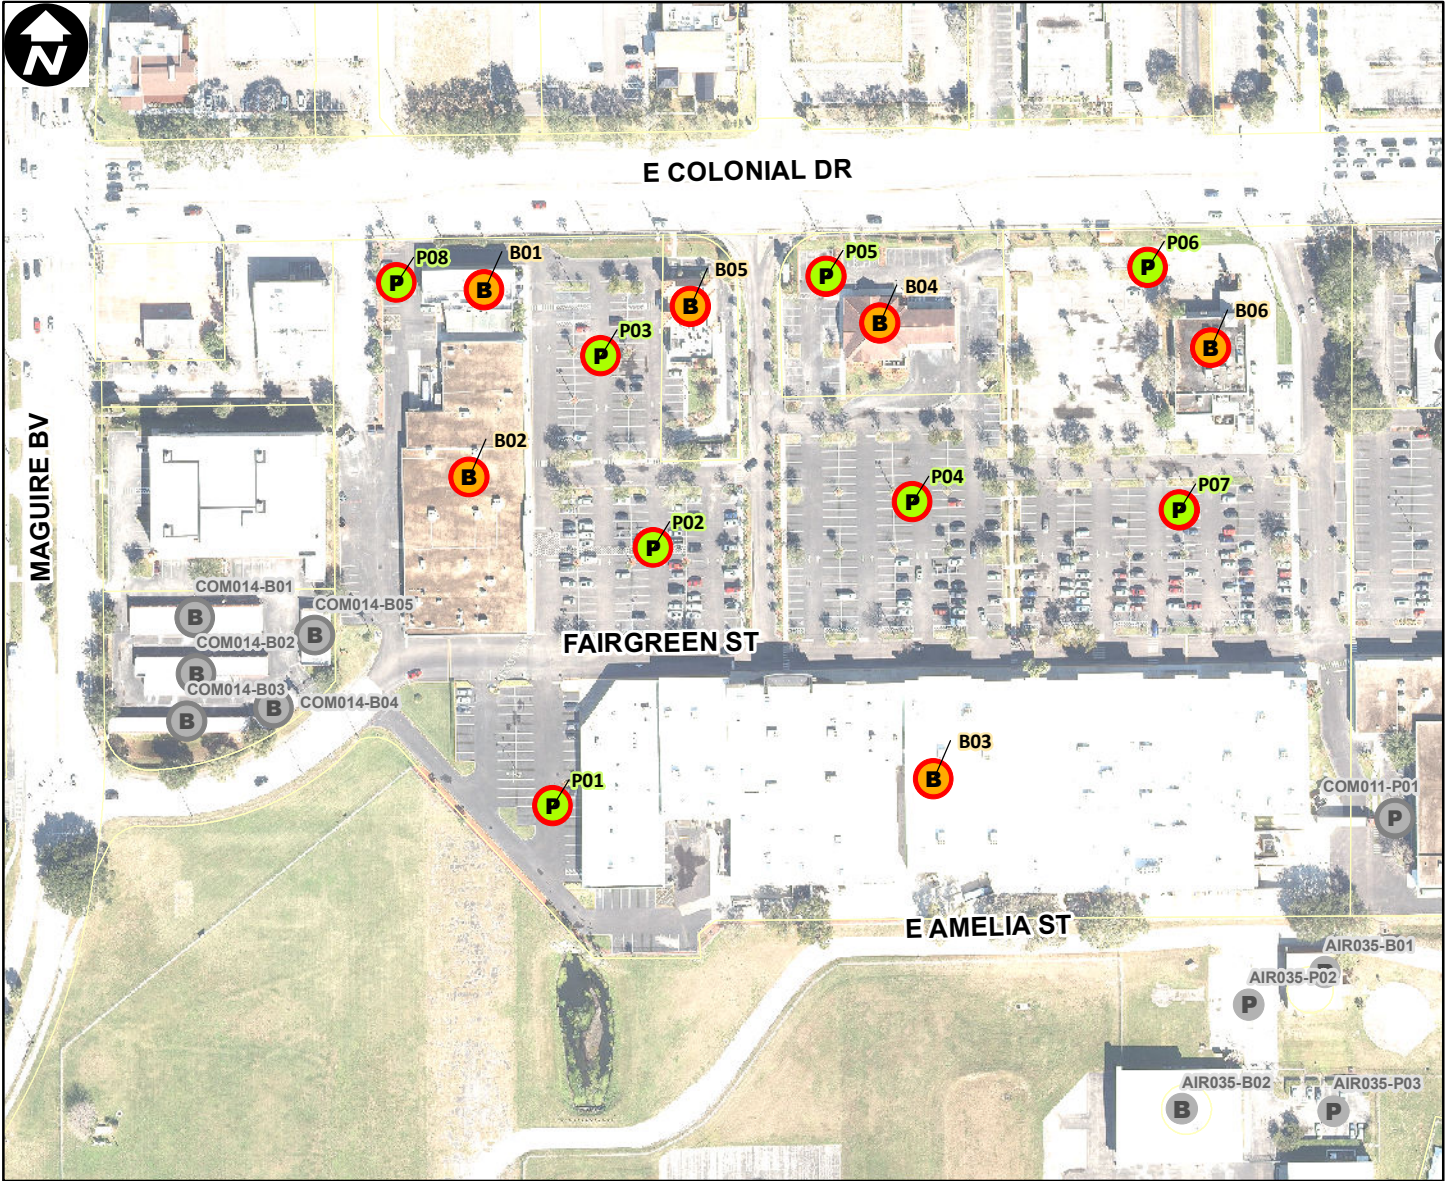 N
E COLONIAL DR
P08
P
B01
B
B05
B
P05
P
B04
B
P06
P
B06
B
P03
P
MAGUIRE BV
B02
B
P04
P
P07
P
P02
P
COM014-B01
B
COM014-B05
B
COM014-B02
B
FAIRGREEN ST
COM014-B03
B
COM014-B04
B
B03
B
P01
P
COM011-P01
P
E AMELIA ST
AIR035-B01
AIR035-P02
P
AIR035-B02
B
AIR035-P03
P